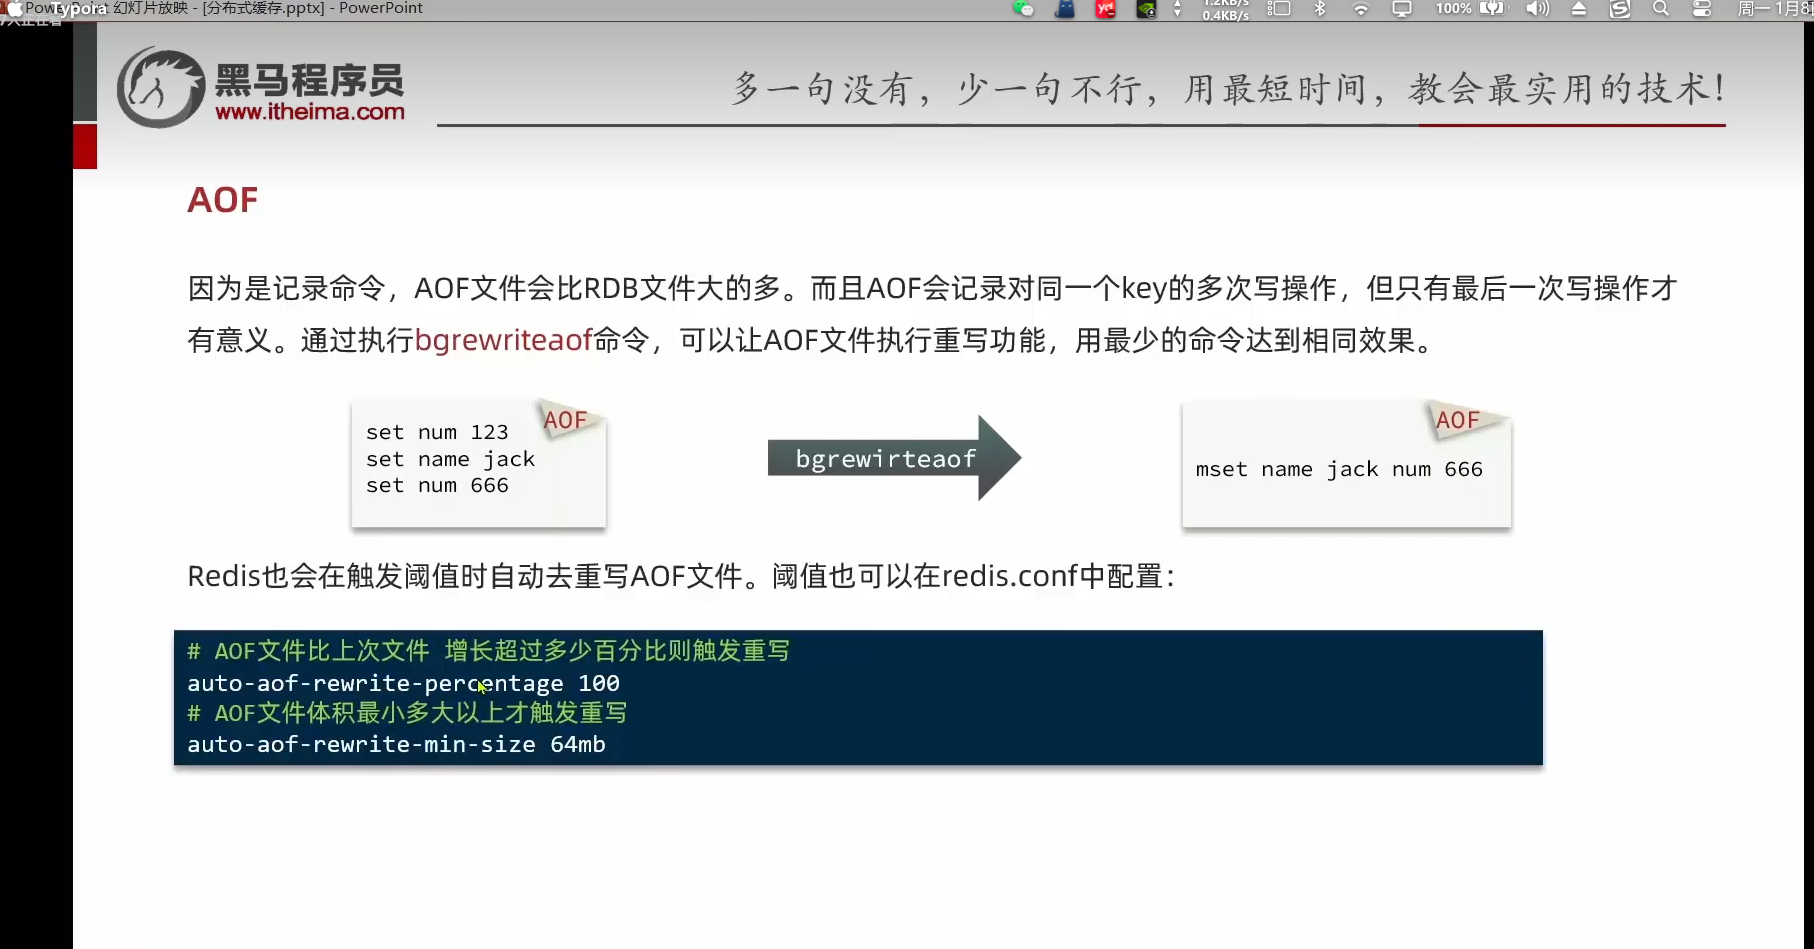 PowerPoint 幻灯片放映 - [分布式缓存.pptx] - PowerPoint
Typora
1.2KB/s
0.4KB/s
100%
周一 1月8日
人正在看
黑马程序员
www.itheima.com
多一句没有，少一句不行，用最短时间，教会最实用的技术！
AOF
因为是记录命令，AOF文件会比RDB文件大的多。而且AOF会记录对同一个key的多次写操作，但只有最后一次写操作才
有意义。通过执行bgrewriteaof命令，可以让AOF文件执行重写功能，用最少的命令达到相同效果。
AOF
set num 123
set name jack
set num 666
bgrewirteaof
AOF
mset name jack num 666
Redis也会在触发阈值时自动去重写AOF文件。阈值也可以在redis.conf中配置：
# AOF文件比上次文件 增长超过多少百分比则触发重写
auto-aof-rewrite-percentage 100
# AOF文件体积最小多大以上才触发重写
auto-aof-rewrite-min-size 64mb